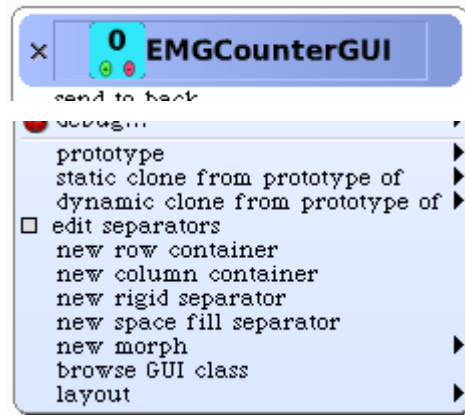 × 0 EMGCounterGUI
send to back
debug...
prototype
static clone from prototype of
dynamic clone from prototype of
edit separators
new row container
new column container
new rigid separator
new space fill separator
new morph
browse GUI class
layout